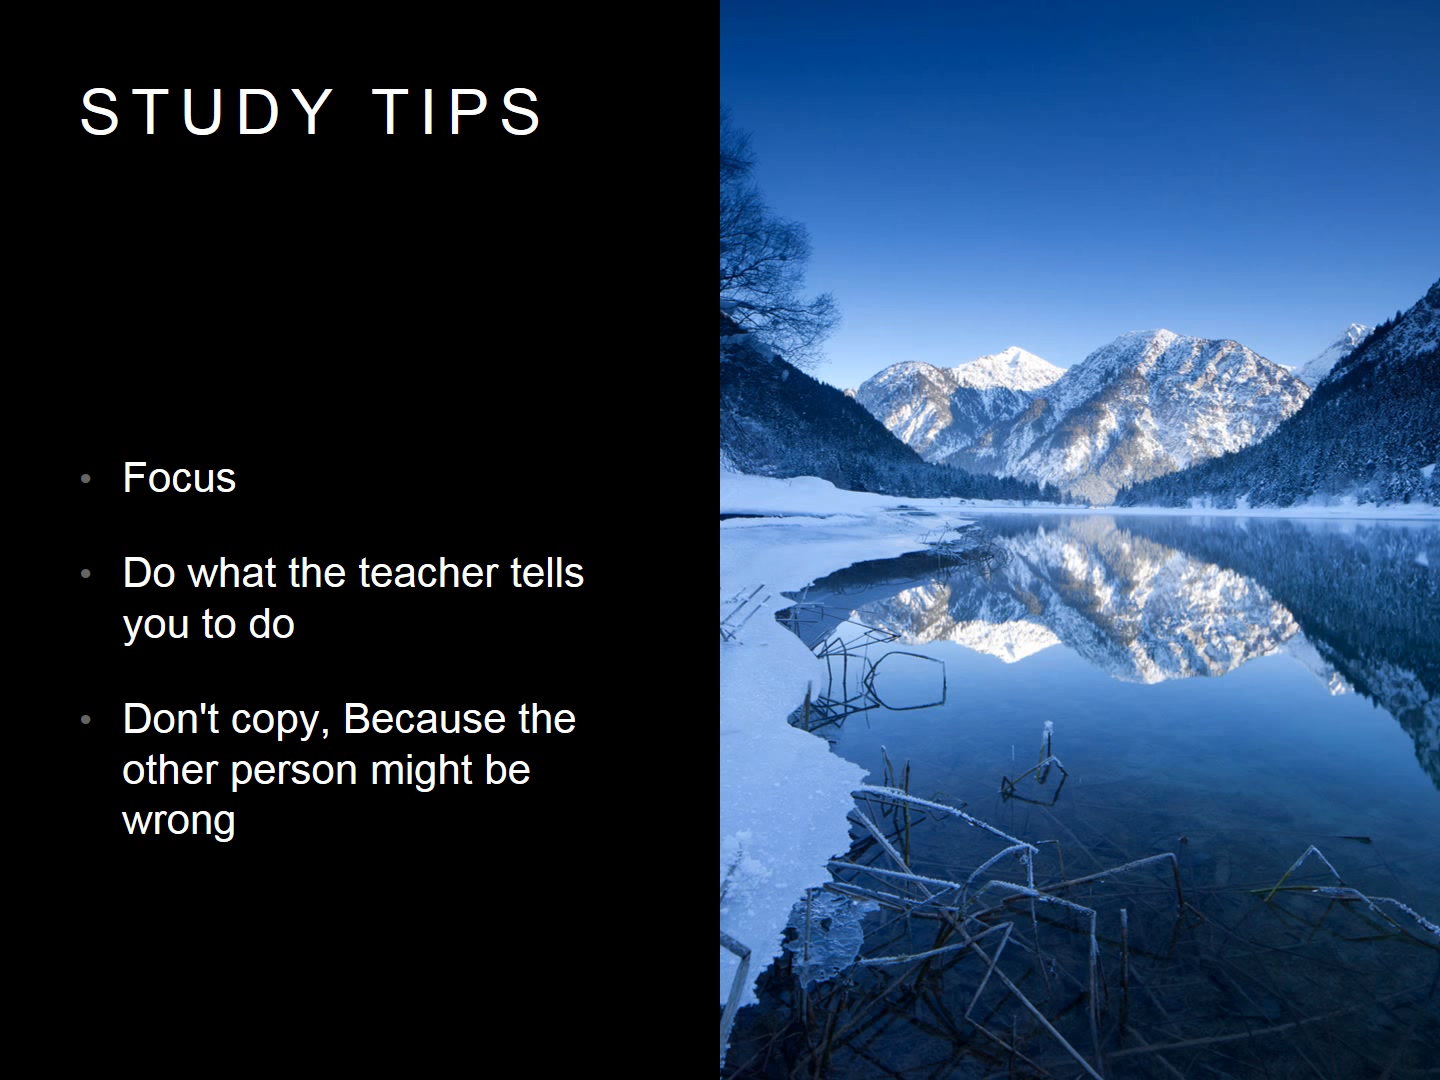 STUDY TIPS
• Focus
• Do what the teacher tells
you to do
• Don't copy, Because the
other person might be
wrong